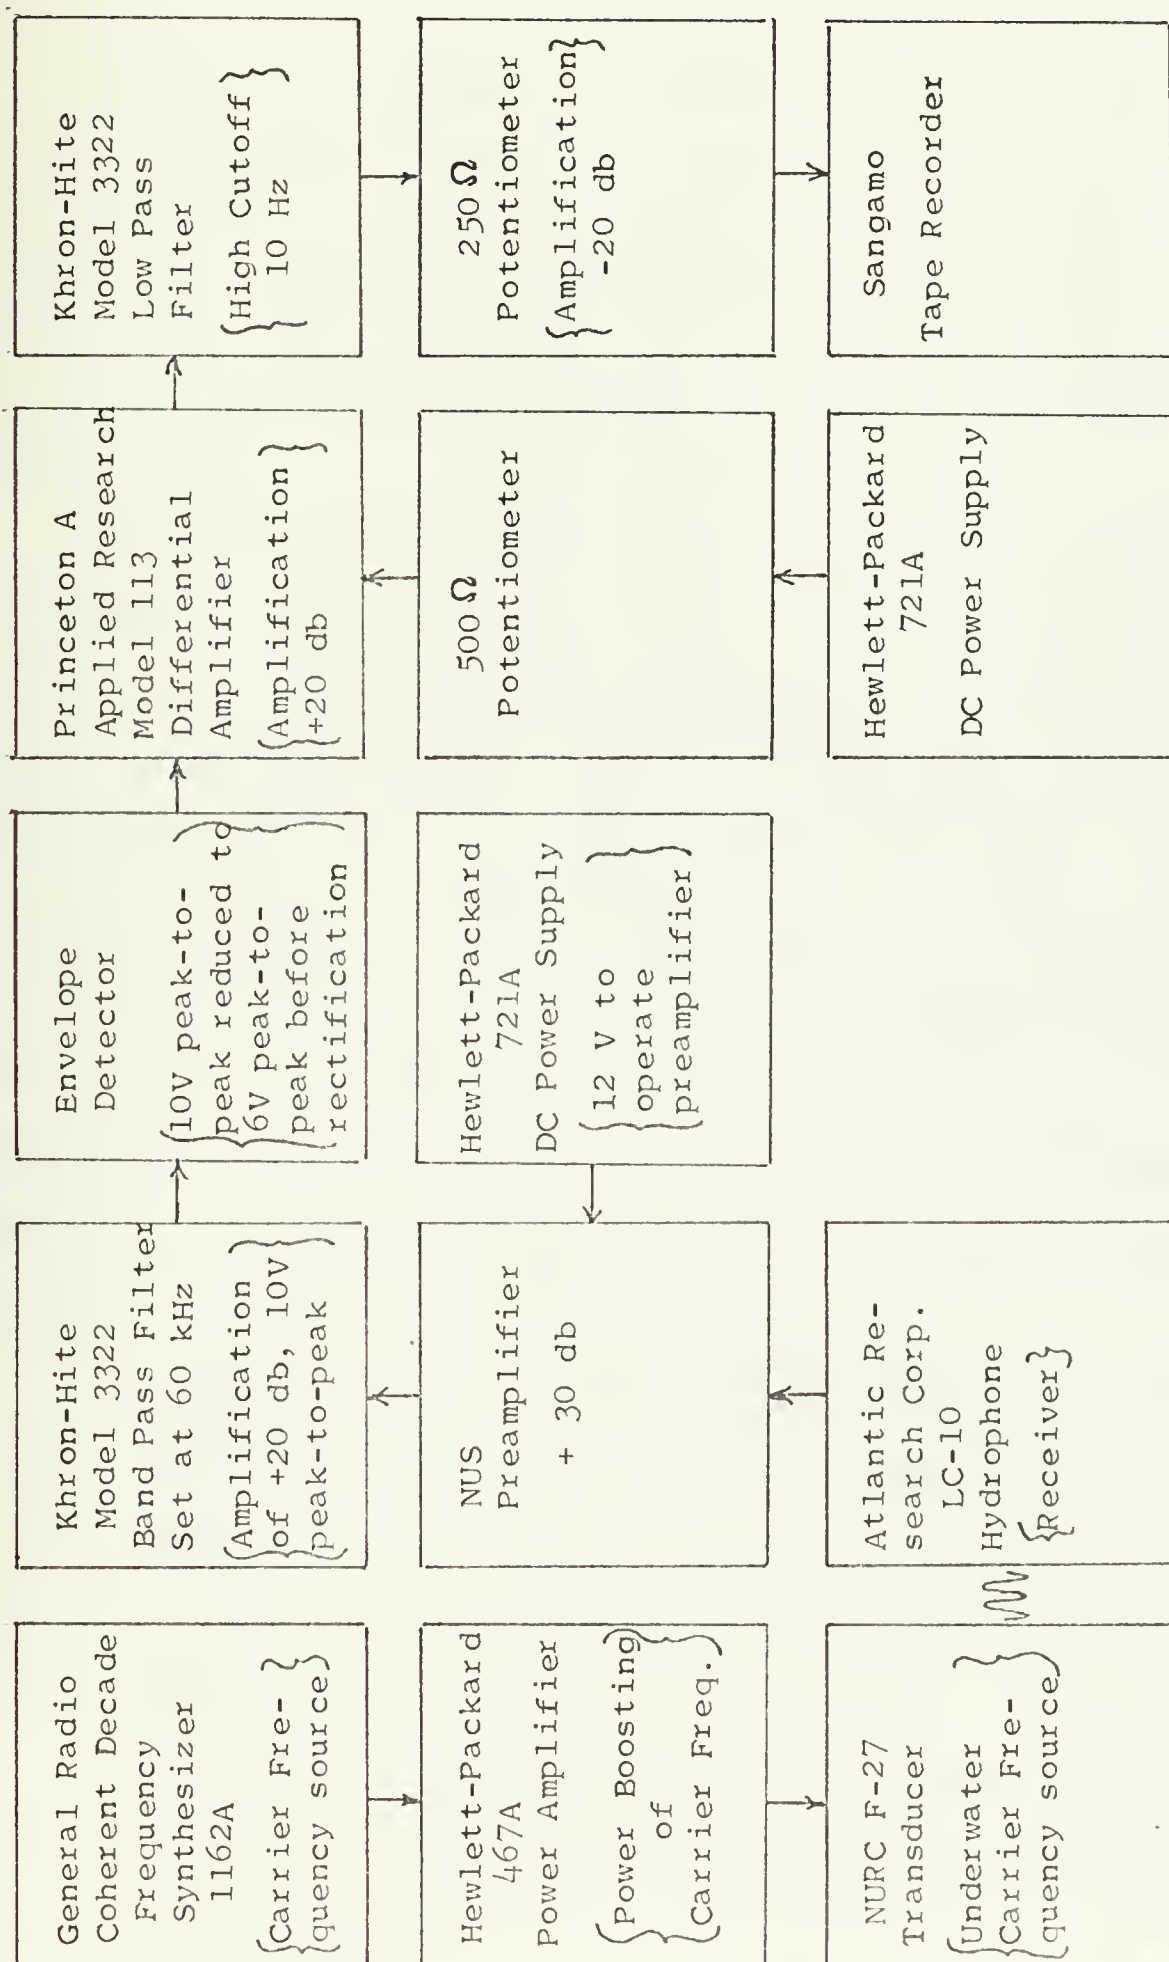 General Radio
Coherent Decade
Frequency
Synthesizer
1162A
{Carrier Fre-}
{quency source}
Hewlett-Packard
467A
Power Amplifier
{Power Boosting}
of
{Carrier Freq.}
NURC F-27
Transducer
{Underwater}
Carrier Fre-
{quency source}
Khron-Hite
Model 3322
Band Pass Filter
Set at 60 kHz
{Amplification}
{of +20 db, 10V}
{peak-to-peak}
NUS
Preamplifier
+ 30 db
Atlantic Re-
search Corp.
LC-10
Hydrophone
{Receiver}
Envelope
Detector
{10V peak-to-}
peak reduced to
6V peak-to-
peak before
{rectification}
Hewlett-Packard
721A
DC Power Supply
{12 V to}
operate
{preamplifier}
Princeton A
Applied Research
Model 113
Differential
Amplifier
{Amplification}
{+20 db}
500 Ω
Potentiometer
Hewlett-Packard
721A
DC Power Supply
Khron-Hite
Model 3322
Low Pass
Filter
{High Cutoff}
{10 Hz}
250 Ω
Potentiometer
{Amplification}
{-20 db}
Sangamo
Tape Recorder